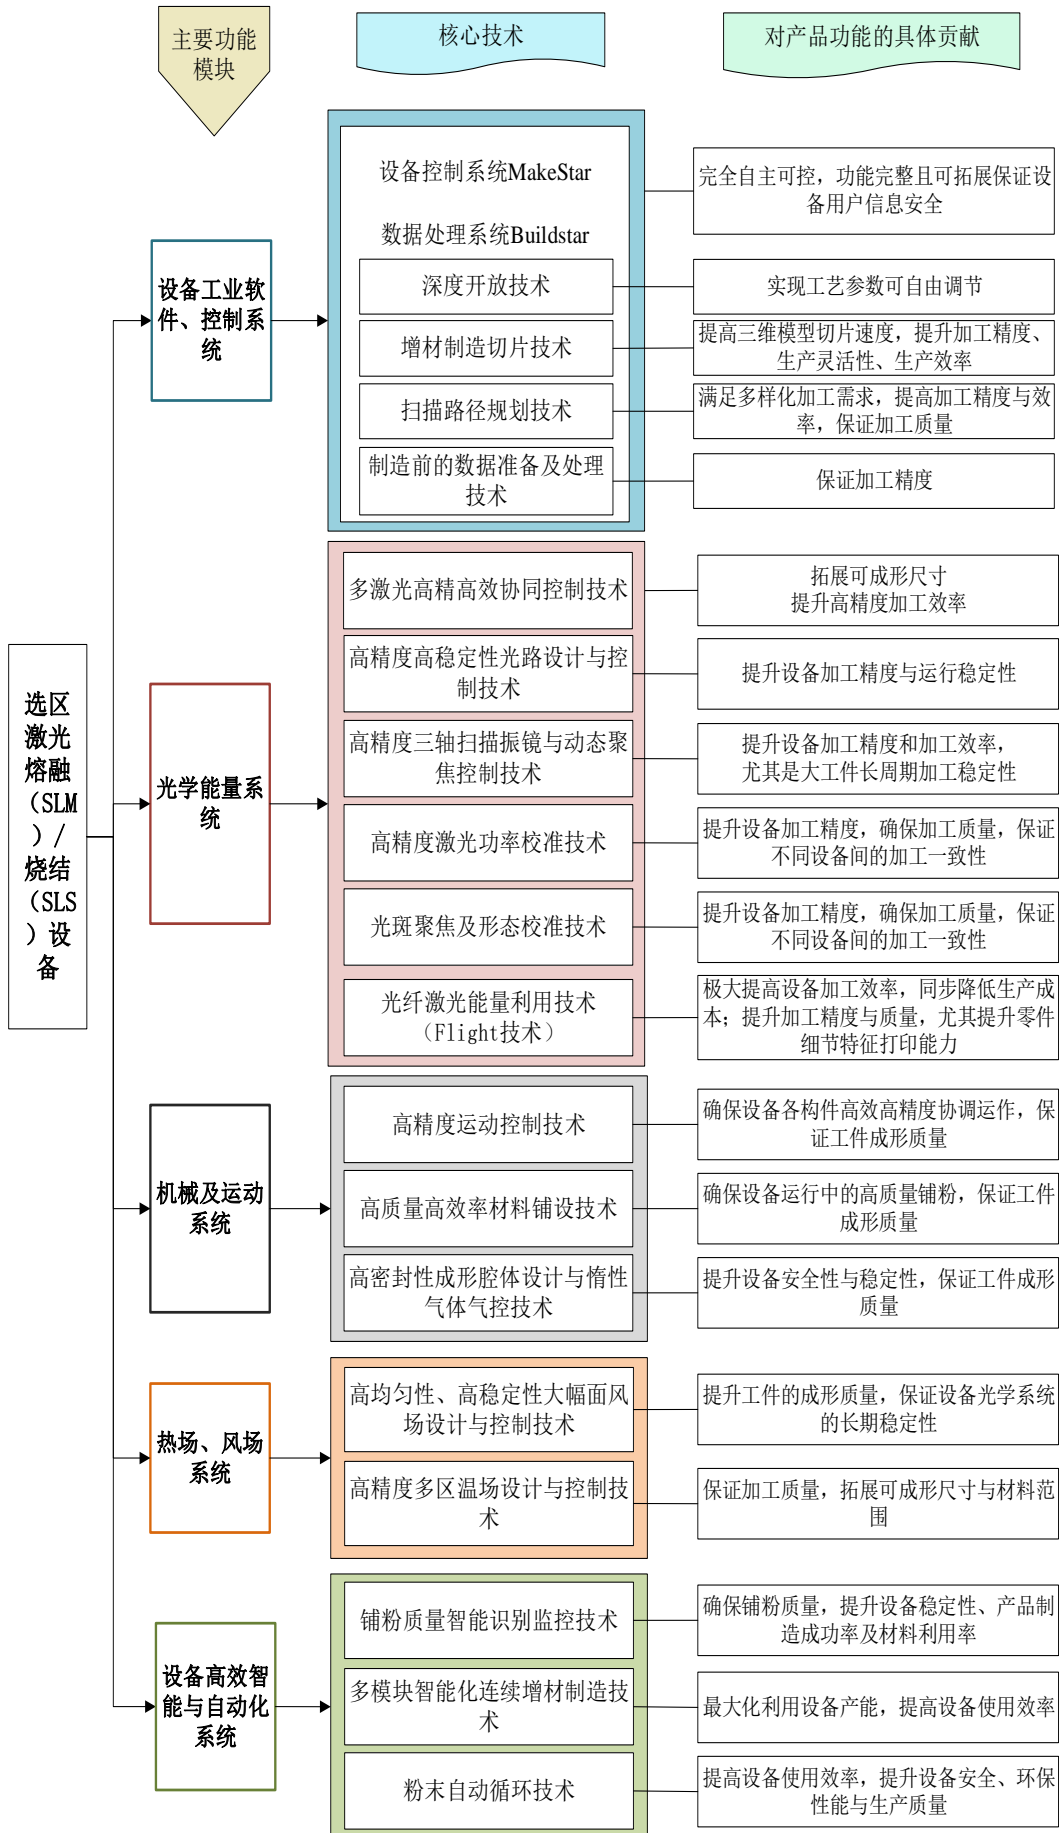 主要功能
模块
核心技术
对产品功能的具体贡献
选区
激光
熔融
（SLM
）/
烧结
（SLS
）设
备
设备工业软
件、控制系
统
设备控制系统MakeStar
数据处理系统Buildstar
完全自主可控，功能完整且可拓展保证设
备用户信息安全
深度开放技术
实现工艺参数可自由调节
增材制造切片技术
提高三维模型切片速度，提升加工精度、
生产灵活性、生产效率
扫描路径规划技术
满足多样化加工需求，提高加工精度与效
率，保证加工质量
制造前的数据准备及处理
技术
保证加工精度
光学能量系
统
多激光高精高效协同控制技术
拓展可成形尺寸
提升高精度加工效率
高精度高稳定性光路设计与控
制技术
提升设备加工精度与运行稳定性
高精度三轴扫描振镜与动态聚
焦控制技术
提升设备加工精度和加工效率，
尤其是大工件长周期加工稳定性
高精度激光功率校准技术
提升设备加工精度，确保加工质量，保证
不同设备间的加工一致性
光斑聚焦及形态校准技术
提升设备加工精度，确保加工质量，保证
不同设备间的加工一致性
光纤激光能量利用技术
（Flight技术）
极大提高设备加工效率，同步降低生产成
本；提升加工精度与质量，尤其提升零件
细节特征打印能力
机械及运动
系统
高精度运动控制技术
确保设备各构件高效高精度协调运作，保
证工件成形质量
高质量高效率材料铺设技术
确保设备运行中的高质量铺粉，保证工件
成形质量
高密封性成形腔体设计与惰性
气体气控技术
提升设备安全性与稳定性，保证工件成形
质量
热场、风场
系统
高均匀性、高稳定性大幅面风
场设计与控制技术
提升工件的成形质量，保证设备光学系统
的长期稳定性
高精度多区温场设计与控制技
术
保证加工质量，拓展可成形尺寸与材料范
围
设备高效智
能与自动化
系统
铺粉质量智能识别监控技术
确保铺粉质量，提升设备稳定性、产品制
造成功率及材料利用率
多模块智能化连续增材制造技
术
最大化利用设备产能，提高设备使用效率
粉末自动循环技术
提高设备使用效率，提升设备安全、环保
性能与生产质量